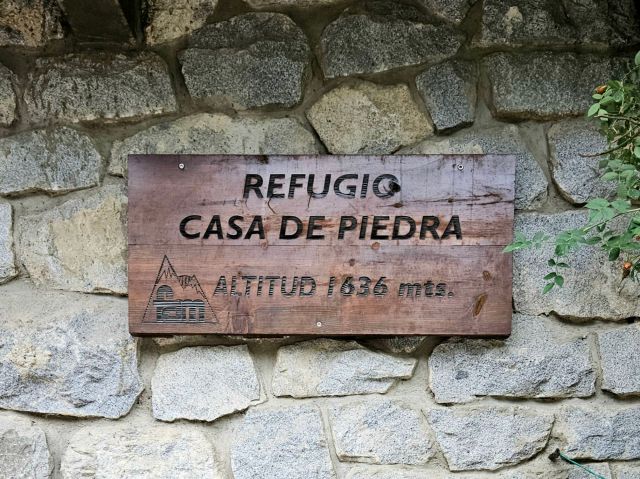 REFUGIO
CASA DE PIEDRA
ALTITUD 1636 mts.